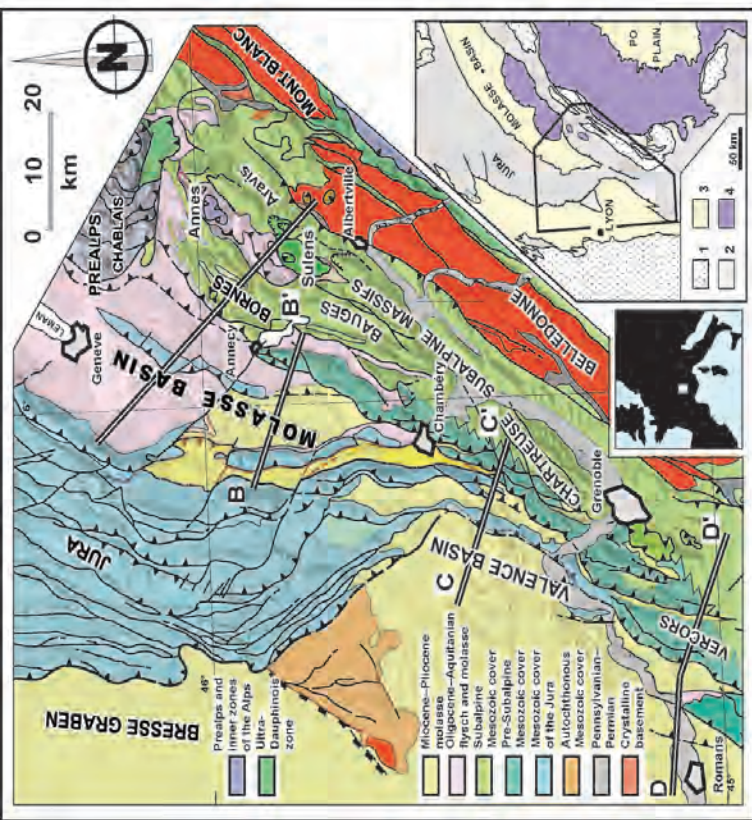 N
0 10 20
km
MONT-BLANC
PREALPS
CHABLAIS
Annes
Aravis
Sulens
Albertville
LEMAN
Geneve
BORNES
Annecy
B'
BAUGES
MASSIFS
SUBALPINE
BELLEDONNE
MOLASSE BASIN
B
Chambéry
C'
CHARTREUSE
Grenoble
JURA
C
VALENCE BASIN
D'
VERCORS
BRESSE GRABEN
46°
D
Romans
45°
Prealps and
inner zones
of the Alps
Ultra-
Dauphinois
zone
Miocene–Pliocene
molasse
Oligocene–Aquitanian
flysch and molasse
Subalpine
Mesozoic cover
Pre-Subalpine
Mesozoic cover
Mesozoic cover
of the Jura
Autochthonous
Mesozoic cover
Pennsylvanian–
Permian
Crystalline
basement
MOLASSE BASIN
JURA
PO
PLAIN
LYON
50 km
1
2
3
4